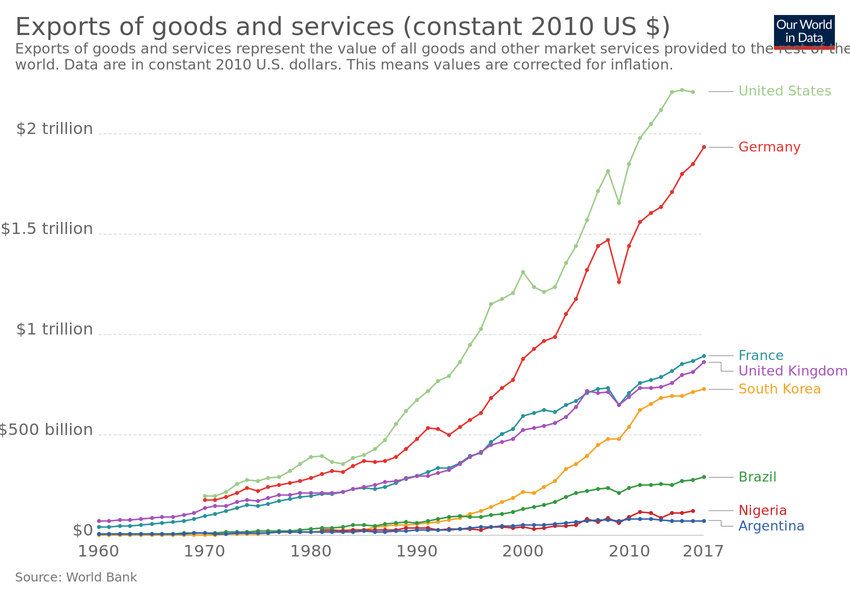 Exports of goods and services (constant 2010 US $)
Our World
in Data
Exports of goods and services represent the value of all goods and other market services provided to the rest of the
world. Data are in constant 2010 U.S. dollars. This means values are corrected for inflation.
United States
$2 trillion
Germany
$1.5 trillion
$1 trillion
France
United Kingdom
South Korea
$500 billion
Brazil
Nigeria
Argentina
$0
1960 1970 1980 1990 2000 2010 2017
Source: World Bank